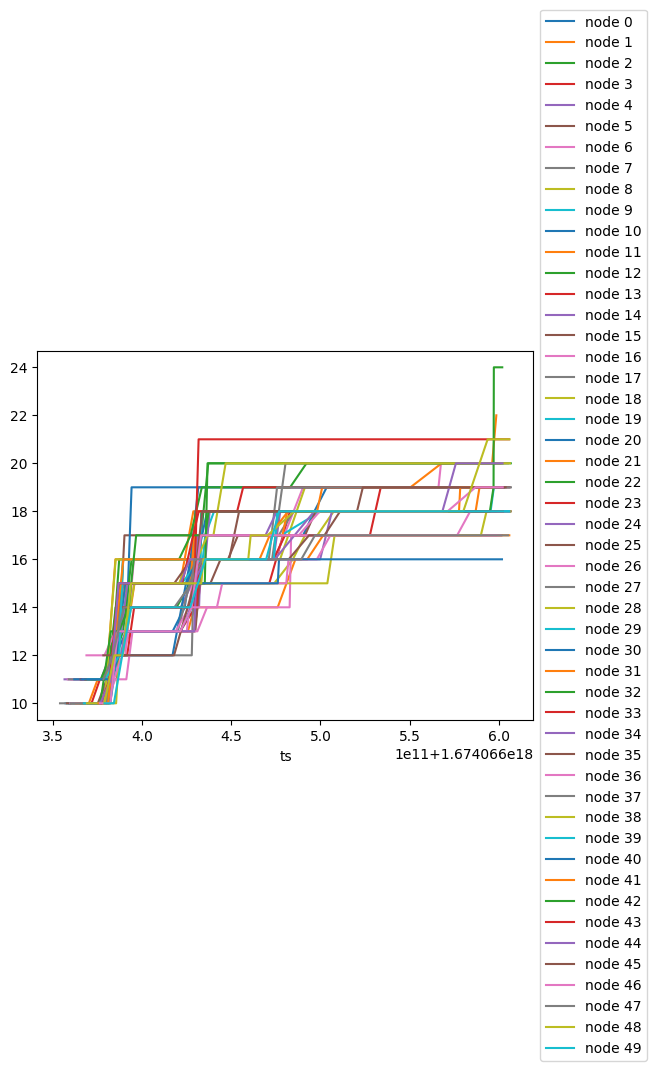 24
22
20
18
16
14
12
10
3.5 4.0 4.5 5.0 5.5 6.0
ts
1e11+1.674066e18
node 0
node 1
node 2
node 3
node 4
node 5
node 6
node 7
node 8
node 9
node 10
node 11
node 12
node 13
node 14
node 15
node 16
node 17
node 18
node 19
node 20
node 21
node 22
node 23
node 24
node 25
node 26
node 27
node 28
node 29
node 30
node 31
node 32
node 33
node 34
node 35
node 36
node 37
node 38
node 39
node 40
node 41
node 42
node 43
node 44
node 45
node 46
node 47
node 48
node 49